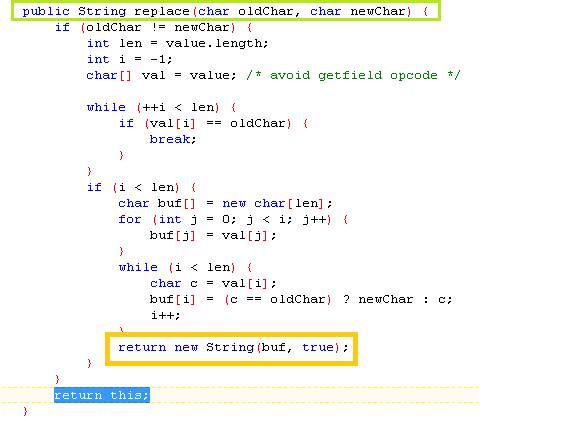 public String replace(char oldChar, char newChar) {
if (oldChar != newChar) {
int len = value.length;
int i = -1;
char[] val = value; /* avoid getfield opcode */
while (++i < len) {
if (val[i] == oldChar) {
break;
}
}
if (i < len) {
char buf[] = new char[len];
for (int j = 0; j < i; j++) {
buf[j] = val[j];
}
while (i < len) {
char c = val[i];
buf[i] = (c == oldChar) ? newChar : c;
i++;
}
return new String(buf, true);
}
}
return this;
}